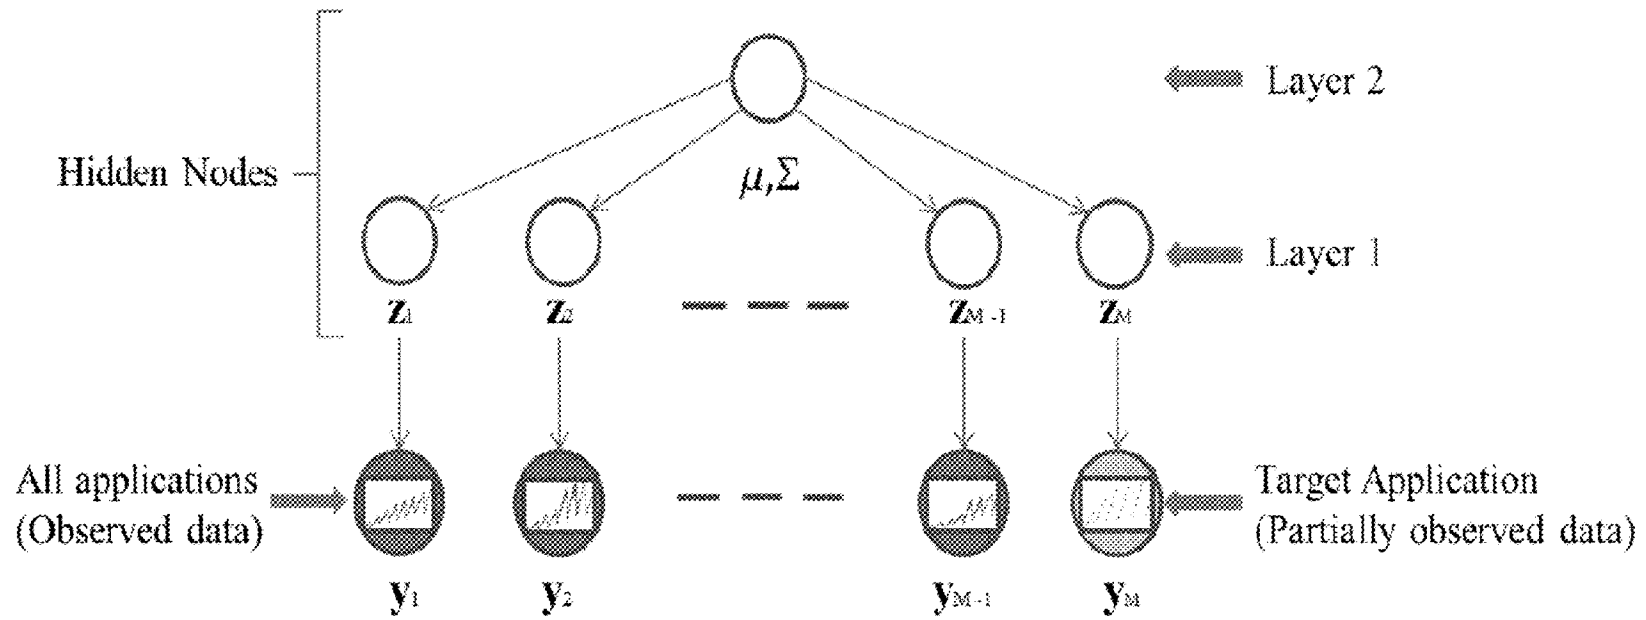 Layer 2
Hidden Nodes
μ,Σ
Layer 1
z1
z2
zM-1
zM
All applications
(Observed data)
Target Application
(Partially observed data)
y1
y2
yM-1
yM